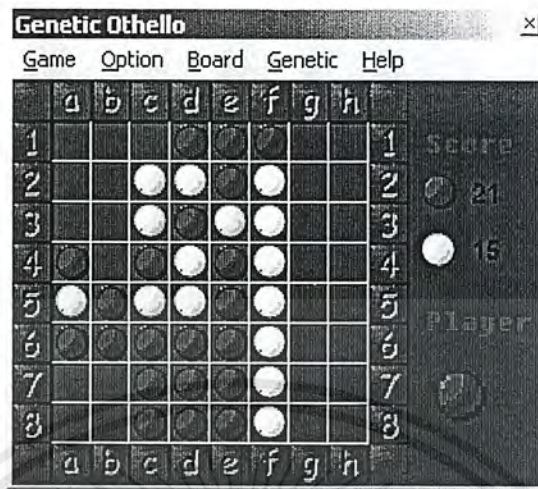 Genetic Othello
Game Option Board Genetic Help
a b c d e f g h
1 1
Score
2 2
21
3 3
15
4 4
5 5
Player
6 6
7 7
8 8
a b c d e f g h